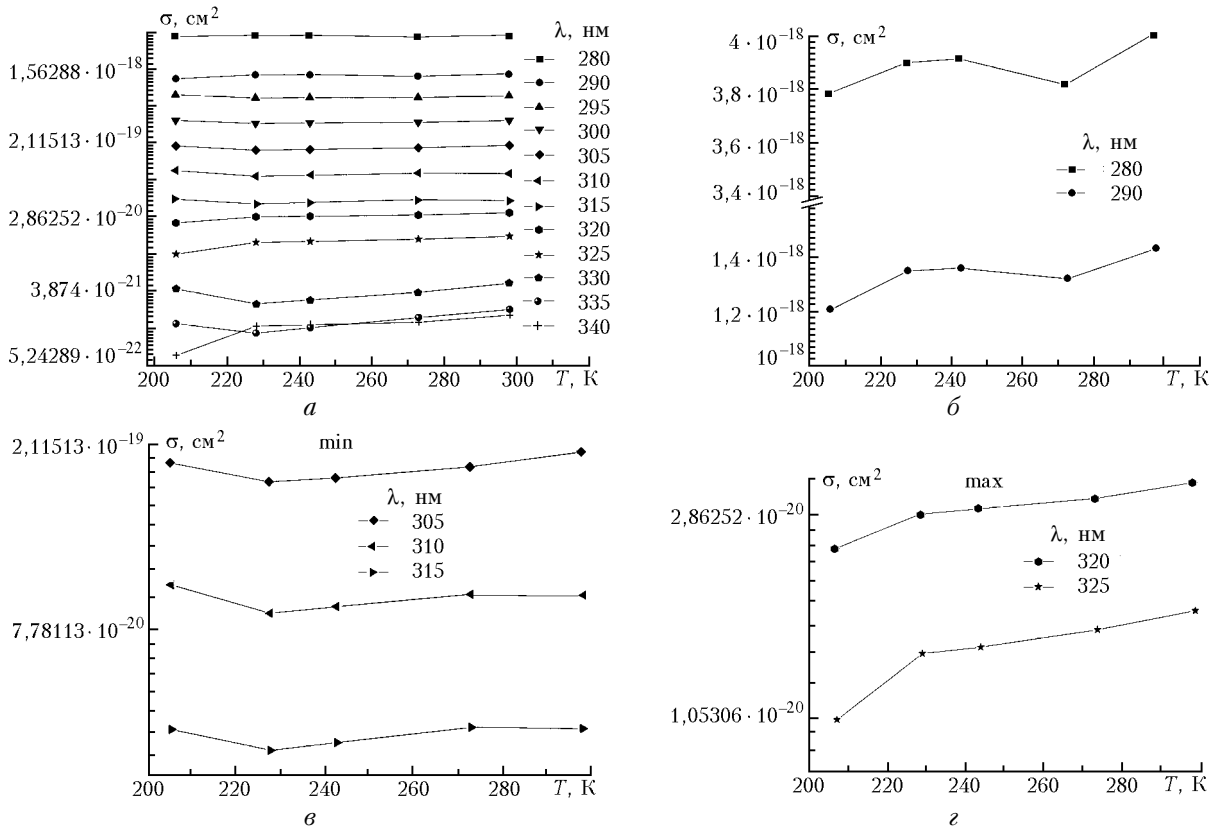 σ, см²
λ, нм
280
290
295
300
305
310
315
320
325
330
335
340
1,56288 · 10⁻¹⁸
2,11513 · 10⁻¹⁹
2,86252 · 10⁻²⁰
3,874 · 10⁻²¹
5,24289 · 10⁻²²
200 220 240 260 280 300 T, К
а
σ, см²
4 · 10⁻¹⁸
3,8 · 10⁻¹⁸
3,6 · 10⁻¹⁸
3,4 · 10⁻¹⁸
1,4 · 10⁻¹⁸
1,2 · 10⁻¹⁸
10⁻¹⁸
λ, нм
280
290
200 220 240 260 280 T, К
б
σ, см² min
2,11513 · 10⁻¹⁹
7,78113 · 10⁻²⁰
λ, нм
305
310
315
200 220 240 260 280 T, К
в
σ, см² max
2,86252 · 10⁻²⁰
1,05306 · 10⁻²⁰
λ, нм
320
325
200 220 240 260 280 T, К
г